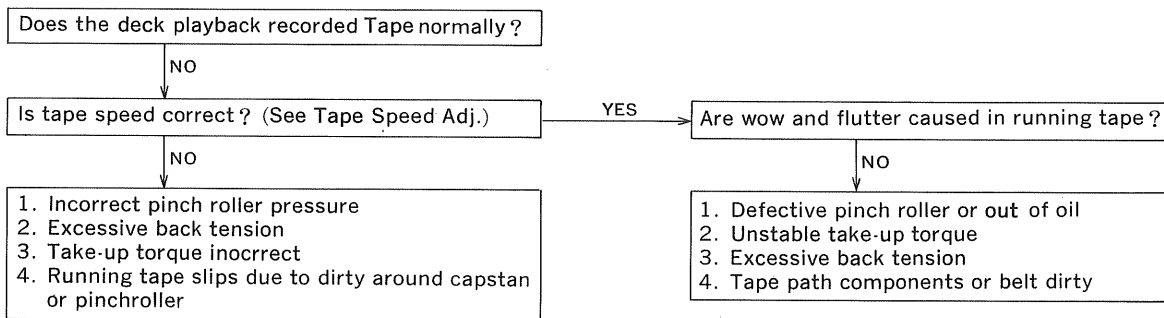 Does the deck playback recorded Tape normally?
NO
Is tape speed correct? (See Tape Speed Adj.)
YES
Are wow and flutter caused in running tape?
NO
NO
1. Incorrect pinch roller pressure
2. Excessive back tension
3. Take-up torque inocrrect
4. Running tape slips due to dirty around capstan
or pinchroller
1. Defective pinch roller or out of oil
2. Unstable take-up torque
3. Excessive back tension
4. Tape path components or belt dirty